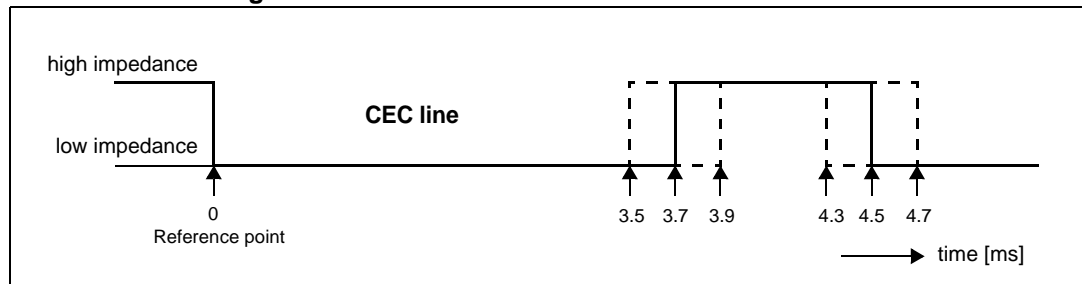 high impedance
CEC line
low impedance
0
3.5 3.7 3.9 4.3 4.5 4.7
Reference point
time [ms]